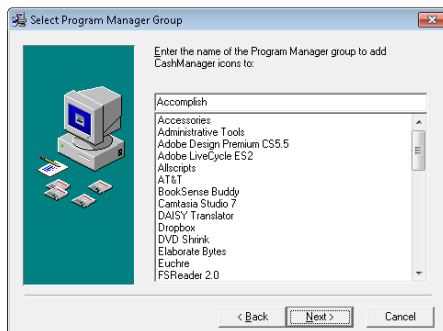 Select Program Manager Group
Enter the name of the Program Manager group to add
CashManager icons to:
Accomplish
Accessories
Administrative Tools
Adobe Design Premium CS5.5
Adobe LiveCycle ES2
Allscripts
AT&T
BookSense Buddy
Camtasia Studio 7
DAISY Translator
Dropbox
DVD Shrink
Elaborate Bytes
Euchre
FSReader 2.0
< Back
Next >
Cancel